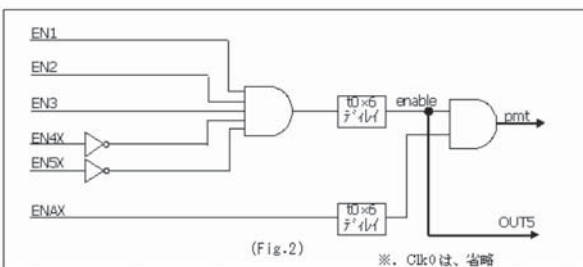 EN1
EN2
EN3
EN4X
EN5X
ENAX
t0×6
ディレイ
enable
pmt
t0×6
ディレイ
OUT5
(Fig.2)
※. Clk0は、省略